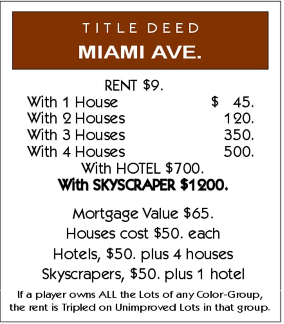 TITLE DEED
MIAMI AVE.
RENT $9.
With 1 House $ 45.
With 2 Houses 120.
With 3 Houses 350.
With 4 Houses 500.
With HOTEL $700.
With SKYSCRAPER $1200.
Mortgage Value $65.
Houses cost $50. each
Hotels, $50. plus 4 houses
Skyscrapers, $50. plus 1 hotel
If a player owns ALL the Lots of any Color-Group,
the rent is Tripled on Unimproved Lots in that group.